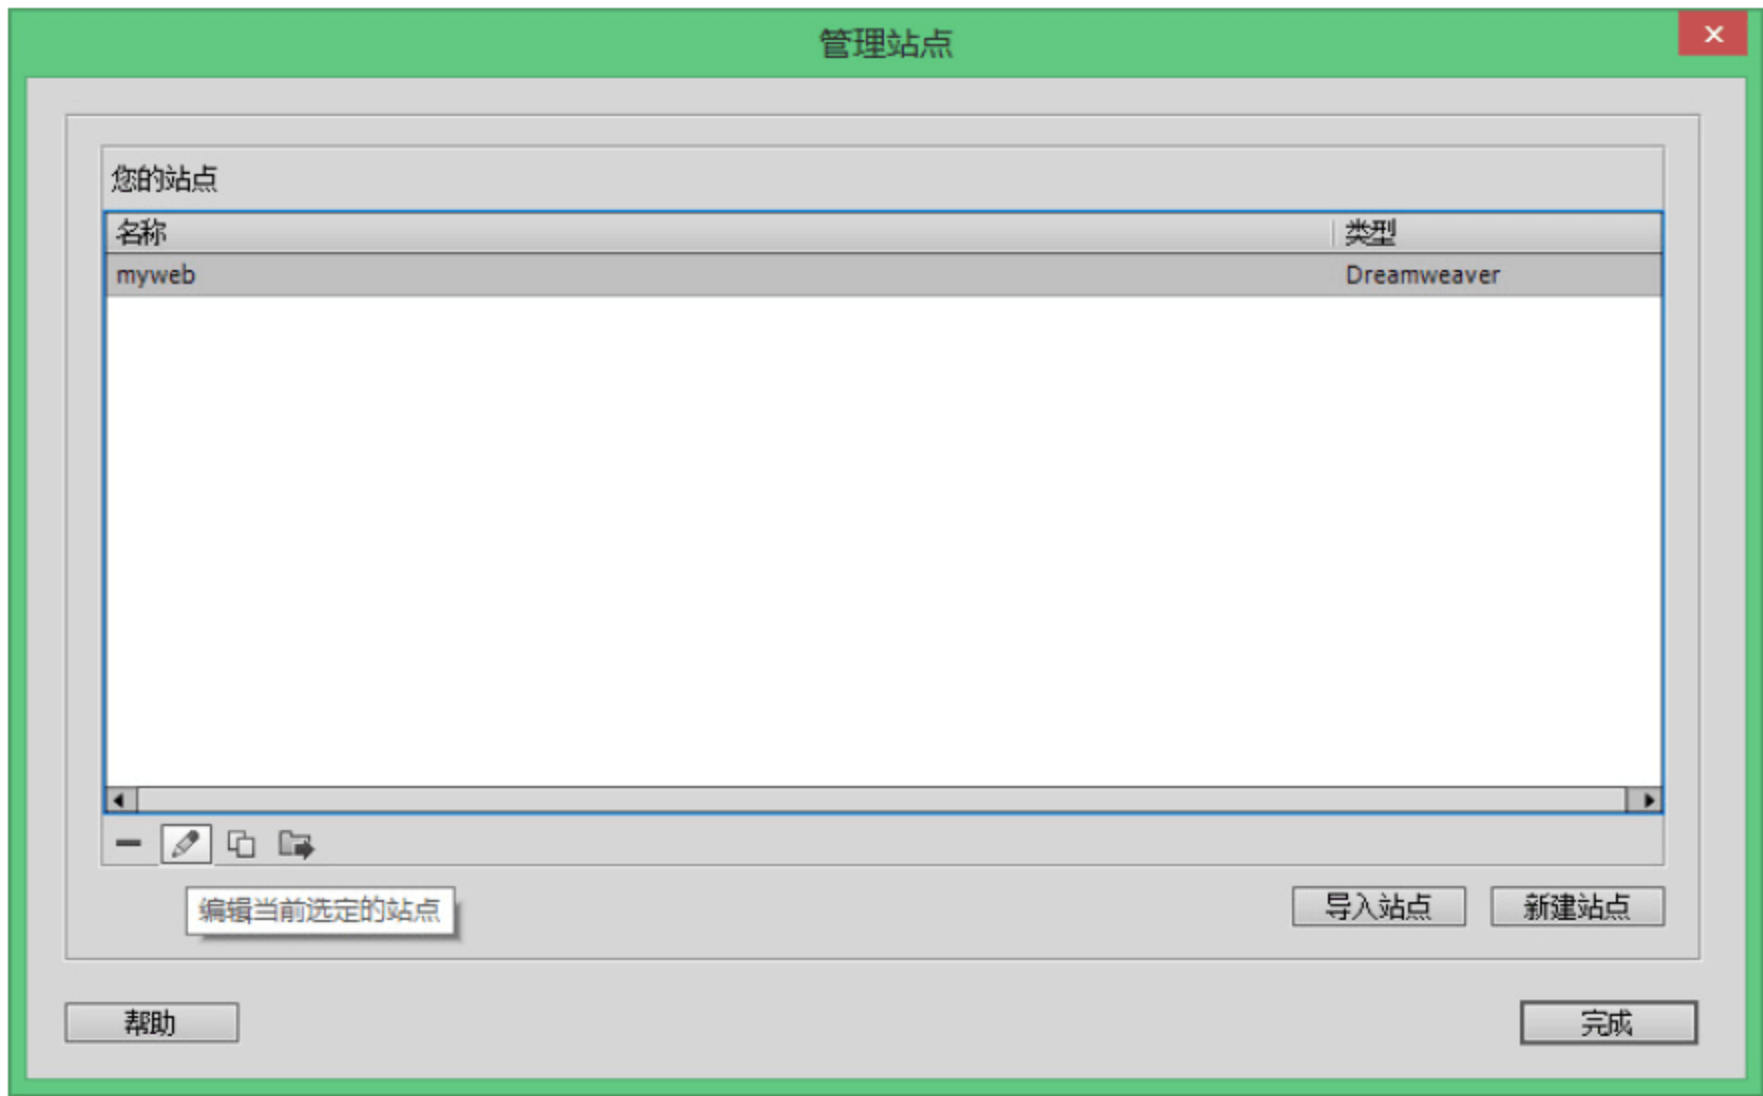 管理站点
您的站点
名称 类型
myweb Dreamweaver
编辑当前选定的站点
导入站点 新建站点
帮助 完成